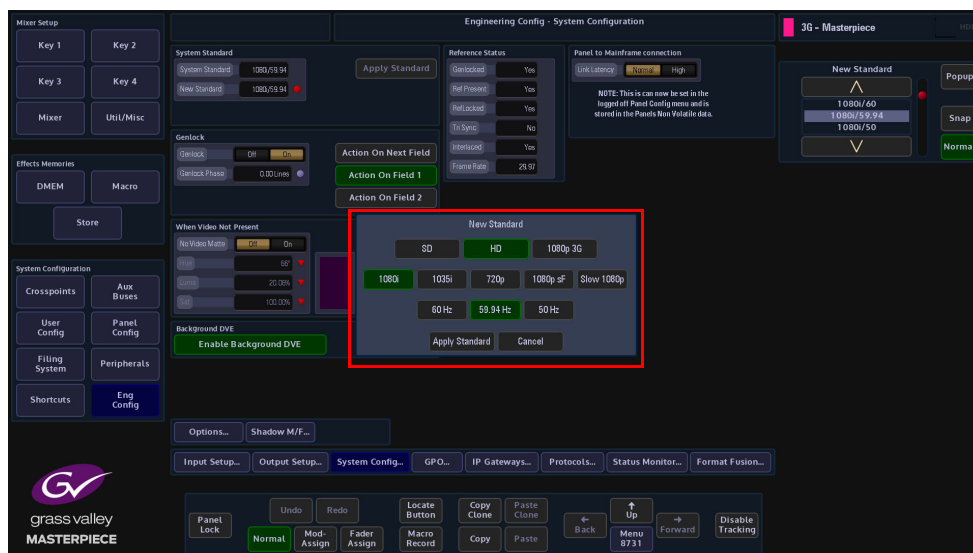 Mixer Setup
Engineering Config - System Configuration
3G - Masterpiece
HD
Key 1
Key 2
Key 3
Key 4
Mixer
Util/Misc
Effects Memories
DMEM
Macro
Store
System Configuration
Crosspoints
Aux
Buses
User
Config
Panel
Config
Filing
System
Peripherals
Shortcuts
Eng
Config
grass valley
MASTERPIECE
System Standard
System Standard
1080i/59.94
Apply Standard
New Standard
1080i/59.94
Genlock
Genlock
Off
On
Genlock Phase
0.00 Lines
Action On Next Field
Action On Field 1
Action On Field 2
When Video Not Present
No Video Matte
Off
On
Hue
66°
Luma
20.08%
Sat
100.00%
Background DVE
Enable Background DVE
Reference Status
Genlocked
Yes
Ref Present
Yes
Ref Locked
Yes
Tri Sync
No
Interlaced
Yes
Frame Rate
29.97
Panel to Mainframe connection
Link Latency
Normal
High
NOTE: This is can now be set in the
logged off Panel Config menu and is
stored in the Panels Non Volatile data.
New Standard
1080i/60
1080i/59.94
1080i/50
Popup
Snap
Norma
New Standard
SD
HD
1080p 3G
1080i
1035i
720p
1080p sF
Slow 1080p
60 Hz
59.94 Hz
50 Hz
Apply Standard
Cancel
Options...
Shadow M/F...
Input Setup...
Output Setup...
System Config...
GPO...
IP Gateways...
Protocols...
Status Monitor...
Format Fusion...
Panel
Lock
Undo
Redo
Normal
Mod-
Assign
Fader
Assign
Locate
Button
Macro
Record
Copy
Clone
Paste
Clone
Copy
Paste
Back
Up
Menu
8731
Forward
Disable
Tracking